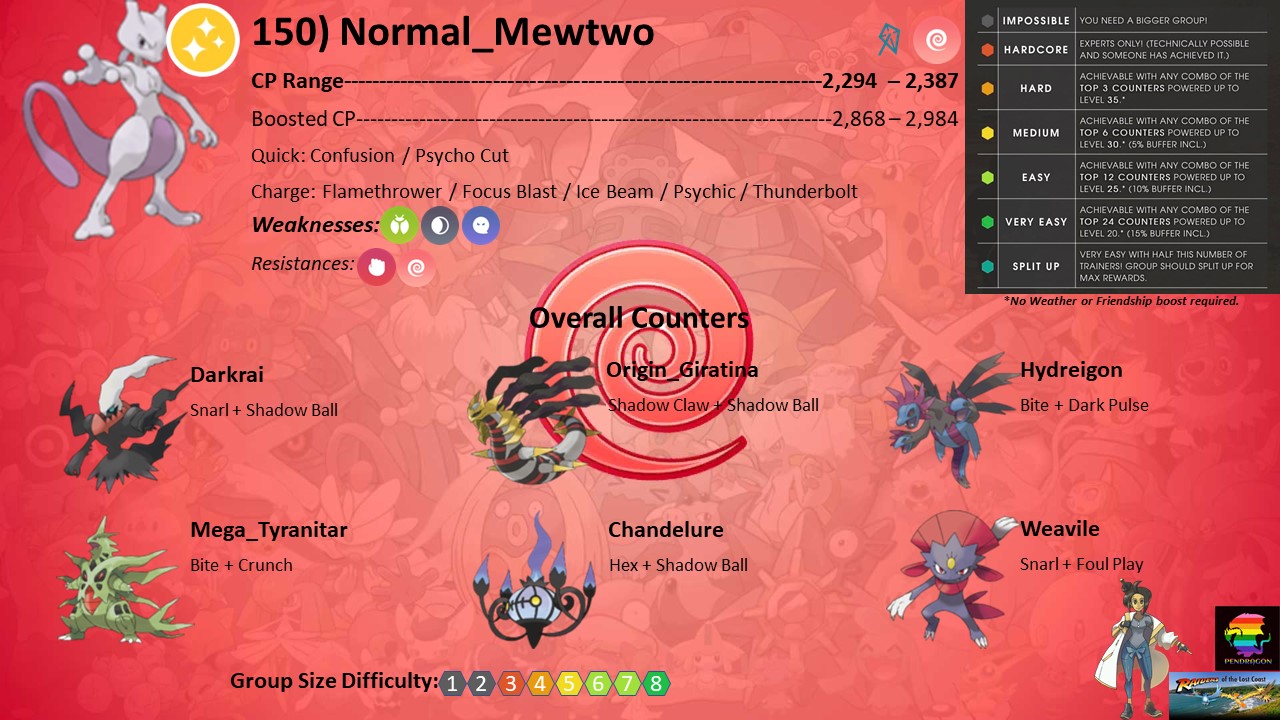 150) Normal_Mewtwo
CP Range--------------------------------------------------------------------2,294 – 2,387
Boosted CP--------------------------------------------------------------------2,868 – 2,984
Quick: Confusion / Psycho Cut
Charge: Flamethrower / Focus Blast / Ice Beam / Psychic / Thunderbolt
Weaknesses:
Resistances:
IMPOSSIBLE YOU NEED A BIGGER GROUP!
HARDCORE EXPERTS ONLY! (TECHNICALLY POSSIBLE
AND SOMEONE HAS ACHIEVED IT.)
HARD ACHIEVABLE WITH ANY COMBO OF THE
TOP 3 COUNTERS POWERED UP TO
LEVEL 35.*
MEDIUM ACHIEVABLE WITH ANY COMBO OF THE
TOP 6 COUNTERS POWERED UP TO
LEVEL 30.* (5% BUFFER INCL.)
EASY ACHIEVABLE WITH ANY COMBO OF THE
TOP 12 COUNTERS POWERED UP TO
LEVEL 25.* (10% BUFFER INCL.)
VERY EASY ACHIEVABLE WITH ANY COMBO OF THE
TOP 24 COUNTERS POWERED UP TO
LEVEL 20.* (15% BUFFER INCL.)
SPLIT UP VERY EASY WITH HALF THIS NUMBER OF
TRAINERS! GROUP SHOULD SPLIT UP FOR
MAX REWARDS.
*No Weather or Friendship boost required.
Overall Counters
Darkrai
Snarl + Shadow Ball
Origin_Giratina
Shadow Claw + Shadow Ball
Hydreigon
Bite + Dark Pulse
Mega_Tyranitar
Bite + Crunch
Chandelure
Hex + Shadow Ball
Weavile
Snarl + Foul Play
Group Size Difficulty: 1 2 3 4 5 6 7 8
PENDRAGON
RAIDERS of the Lost Coast